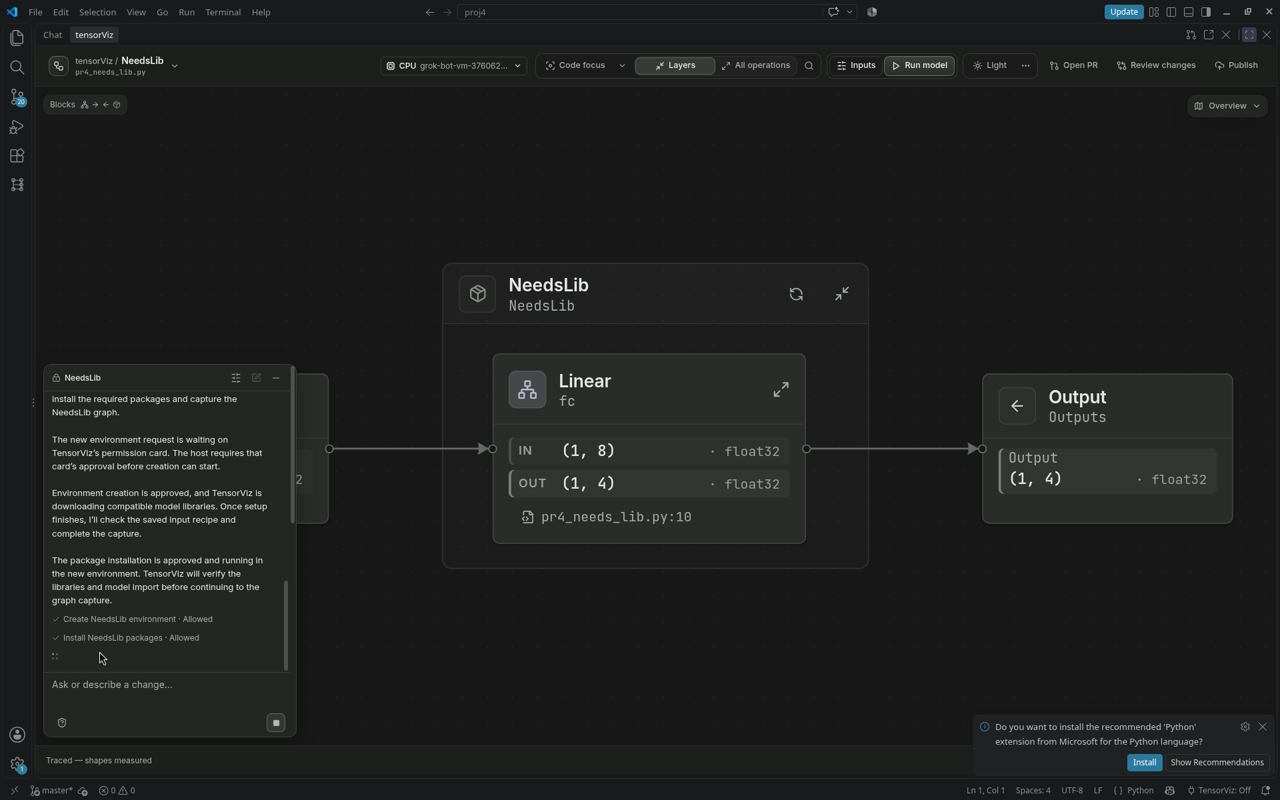 File Edit Selection View Go Run Terminal Help
proj4
Update
Chat tensorViz
tensorViz / NeedsLib
pr4_needs_lib.py
CPU grok-bot-vm-376062...
Code focus
Layers
All operations
Inputs
Run model
Light
Open PR
Review changes
Publish
20
Blocks
Overview
NeedsLib
NeedsLib
Linear
fc
IN (1, 8) · float32
OUT (1, 4) · float32
pr4_needs_lib.py:10
2
Output
Outputs
Output
(1, 4) · float32
NeedsLib
install the required packages and capture the
NeedsLib graph.
The new environment request is waiting on
TensorViz's permission card. The host requires that
card's approval before creation can start.
Environment creation is approved, and TensorViz is
downloading compatible model libraries. Once setup
finishes, I'll check the saved input recipe and
complete the capture.
The package installation is approved and running in
the new environment. TensorViz will verify the
libraries and model import before continuing to the
graph capture.
Create NeedsLib environment · Allowed
Install NeedsLib packages · Allowed
Ask or describe a change...
Do you want to install the recommended 'Python'
extension from Microsoft for the Python language?
Install
Show Recommendations
Traced — shapes measured
1
master*
0 0
Ln 1, Col 1
Spaces: 4
UTF-8
LF
{ } Python
TensorViz: Off